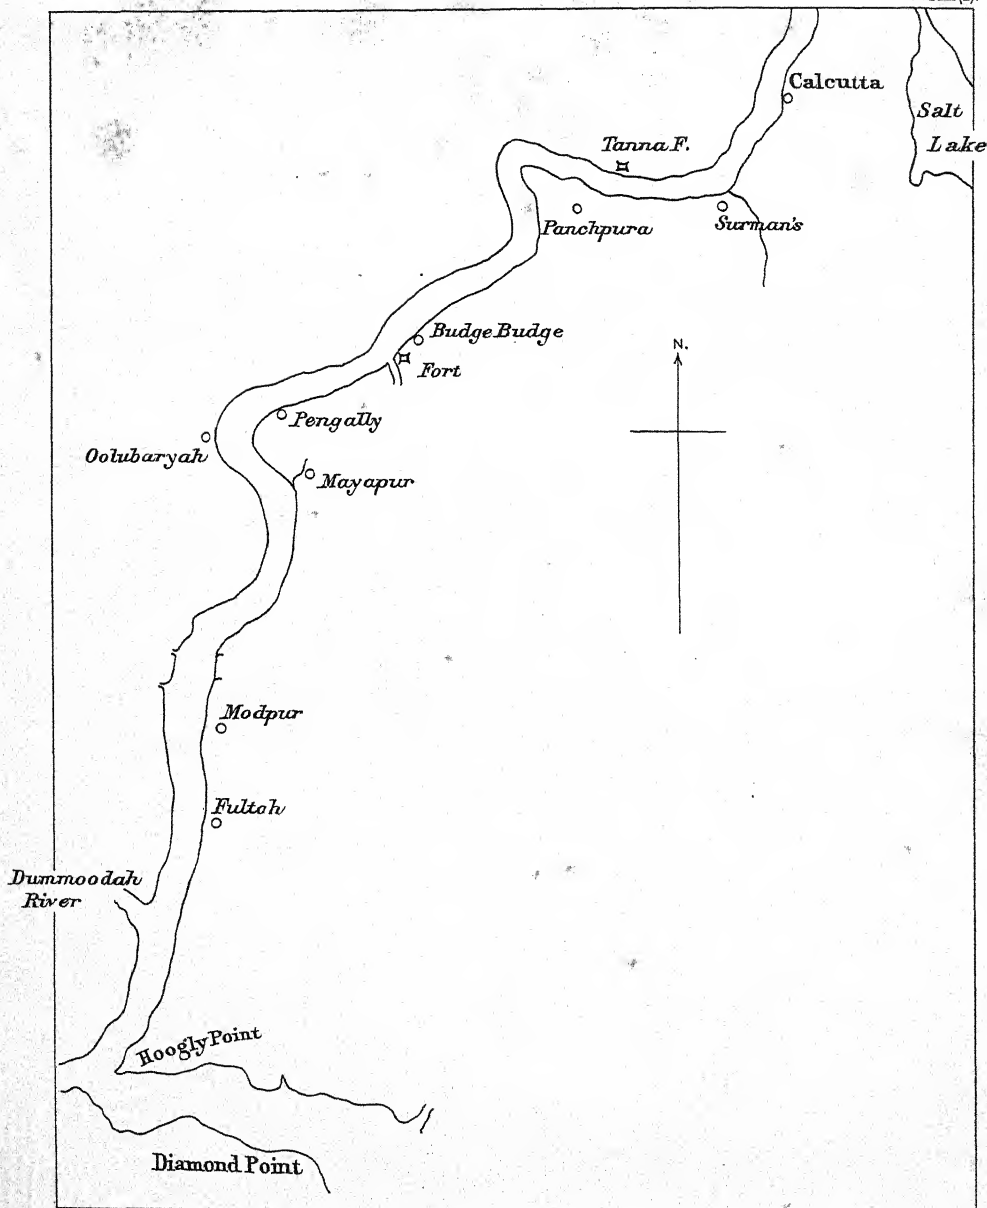 Calcutta
Salt
Lake
Tanna F.
Panchpura
Surman's
Budge Budge
Fort
N.
Pengally
Oolubaryah
Mayapur
Modpur
Fultah
Dummoodah
River
Hoogly Point
Diamond Point